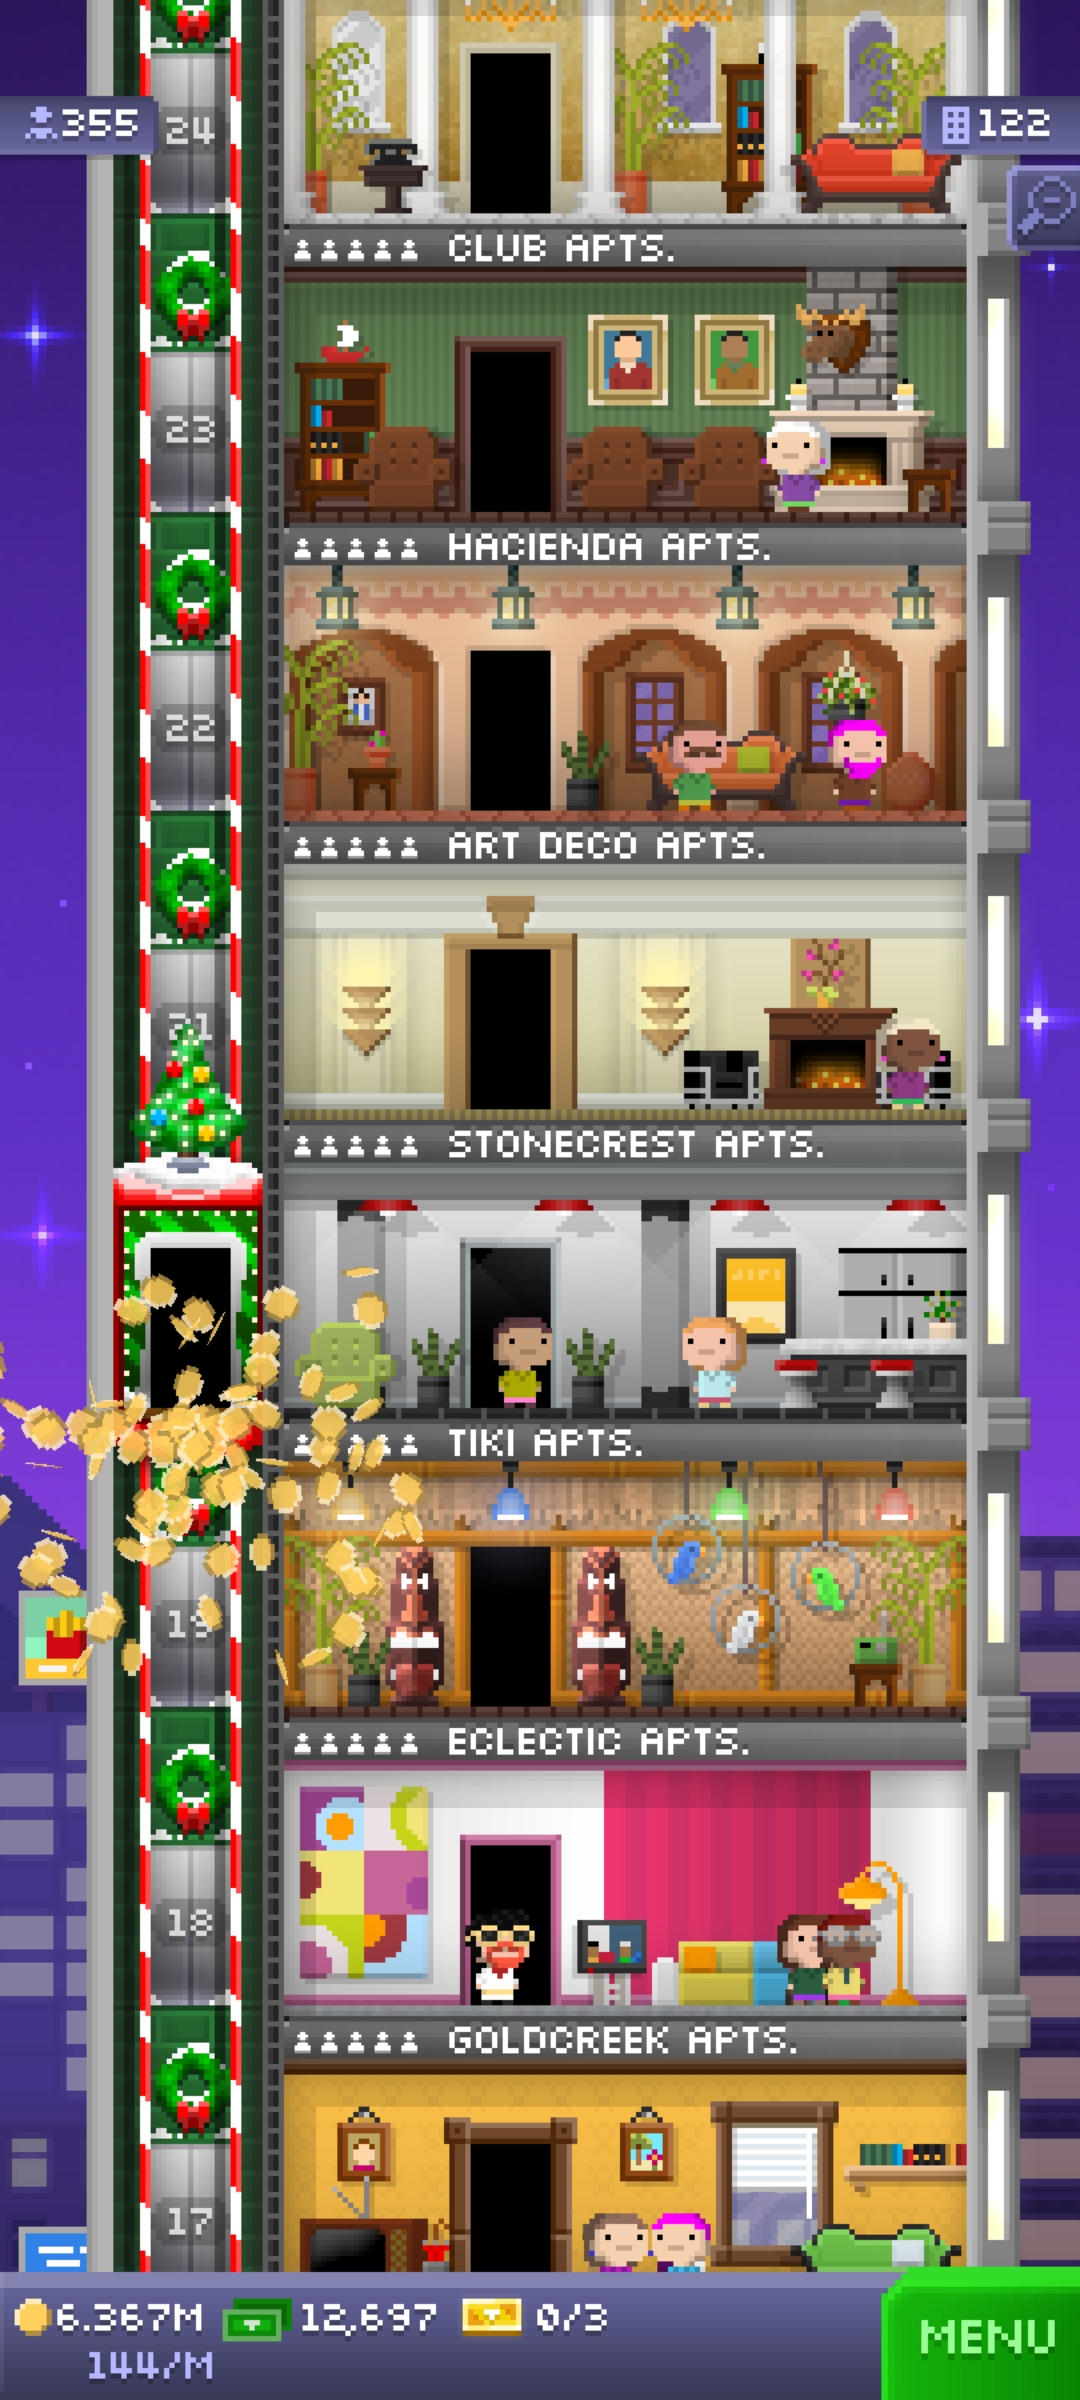 24
355
122
CLUB APTS.
23
HACIENDA APTS.
22
ART DECO APTS.
21
STONECREST APTS.
TIKI APTS.
19
ECLECTIC APTS.
18
GOLDCREEK APTS.
17
6.367M 12,697 0/3
144/M
MENU